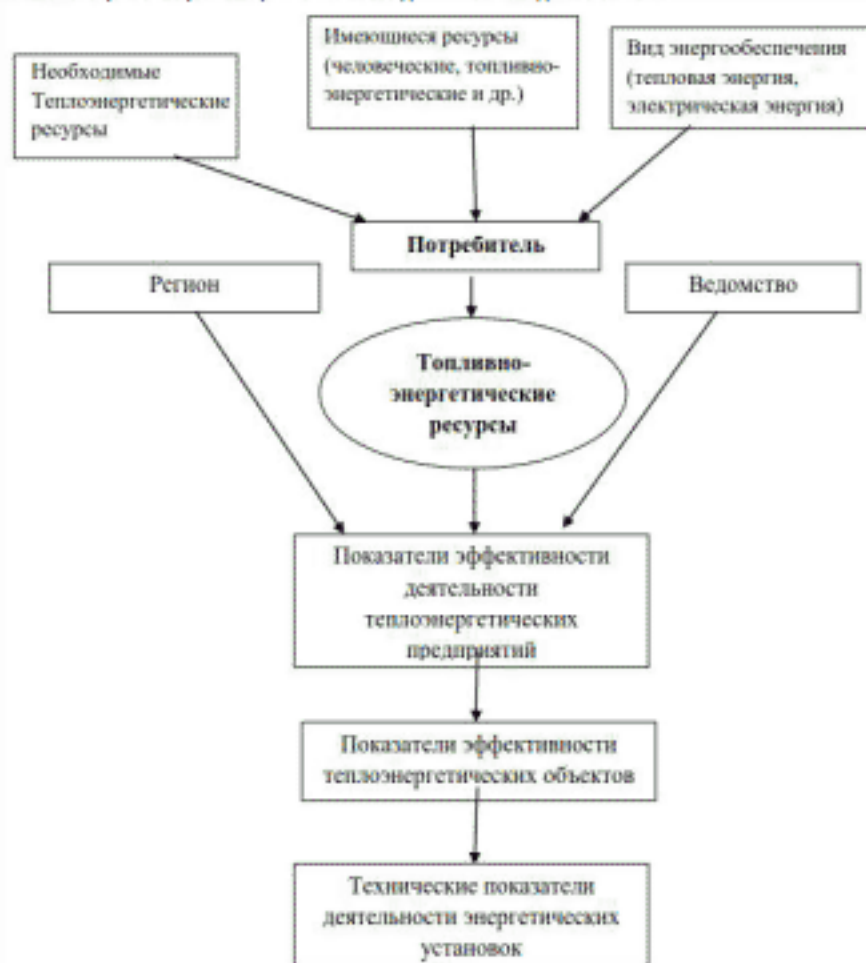 Необходимые
Теплоэнергетические
ресурсы
Имеющиеся ресурсы
(человеческие, топливно-
энергетические и др.)
Вид энергообеспечения
(тепловая энергия,
электрическая энергия)
Потребитель
Регион
Ведомство
Топливно-
энергетические
ресурсы
Показатели эффективности
деятельности
теплоэнергетических
предприятий
Показатели эффективности
теплоэнергетических объектов
Технические показатели
деятельности энергетических
установок